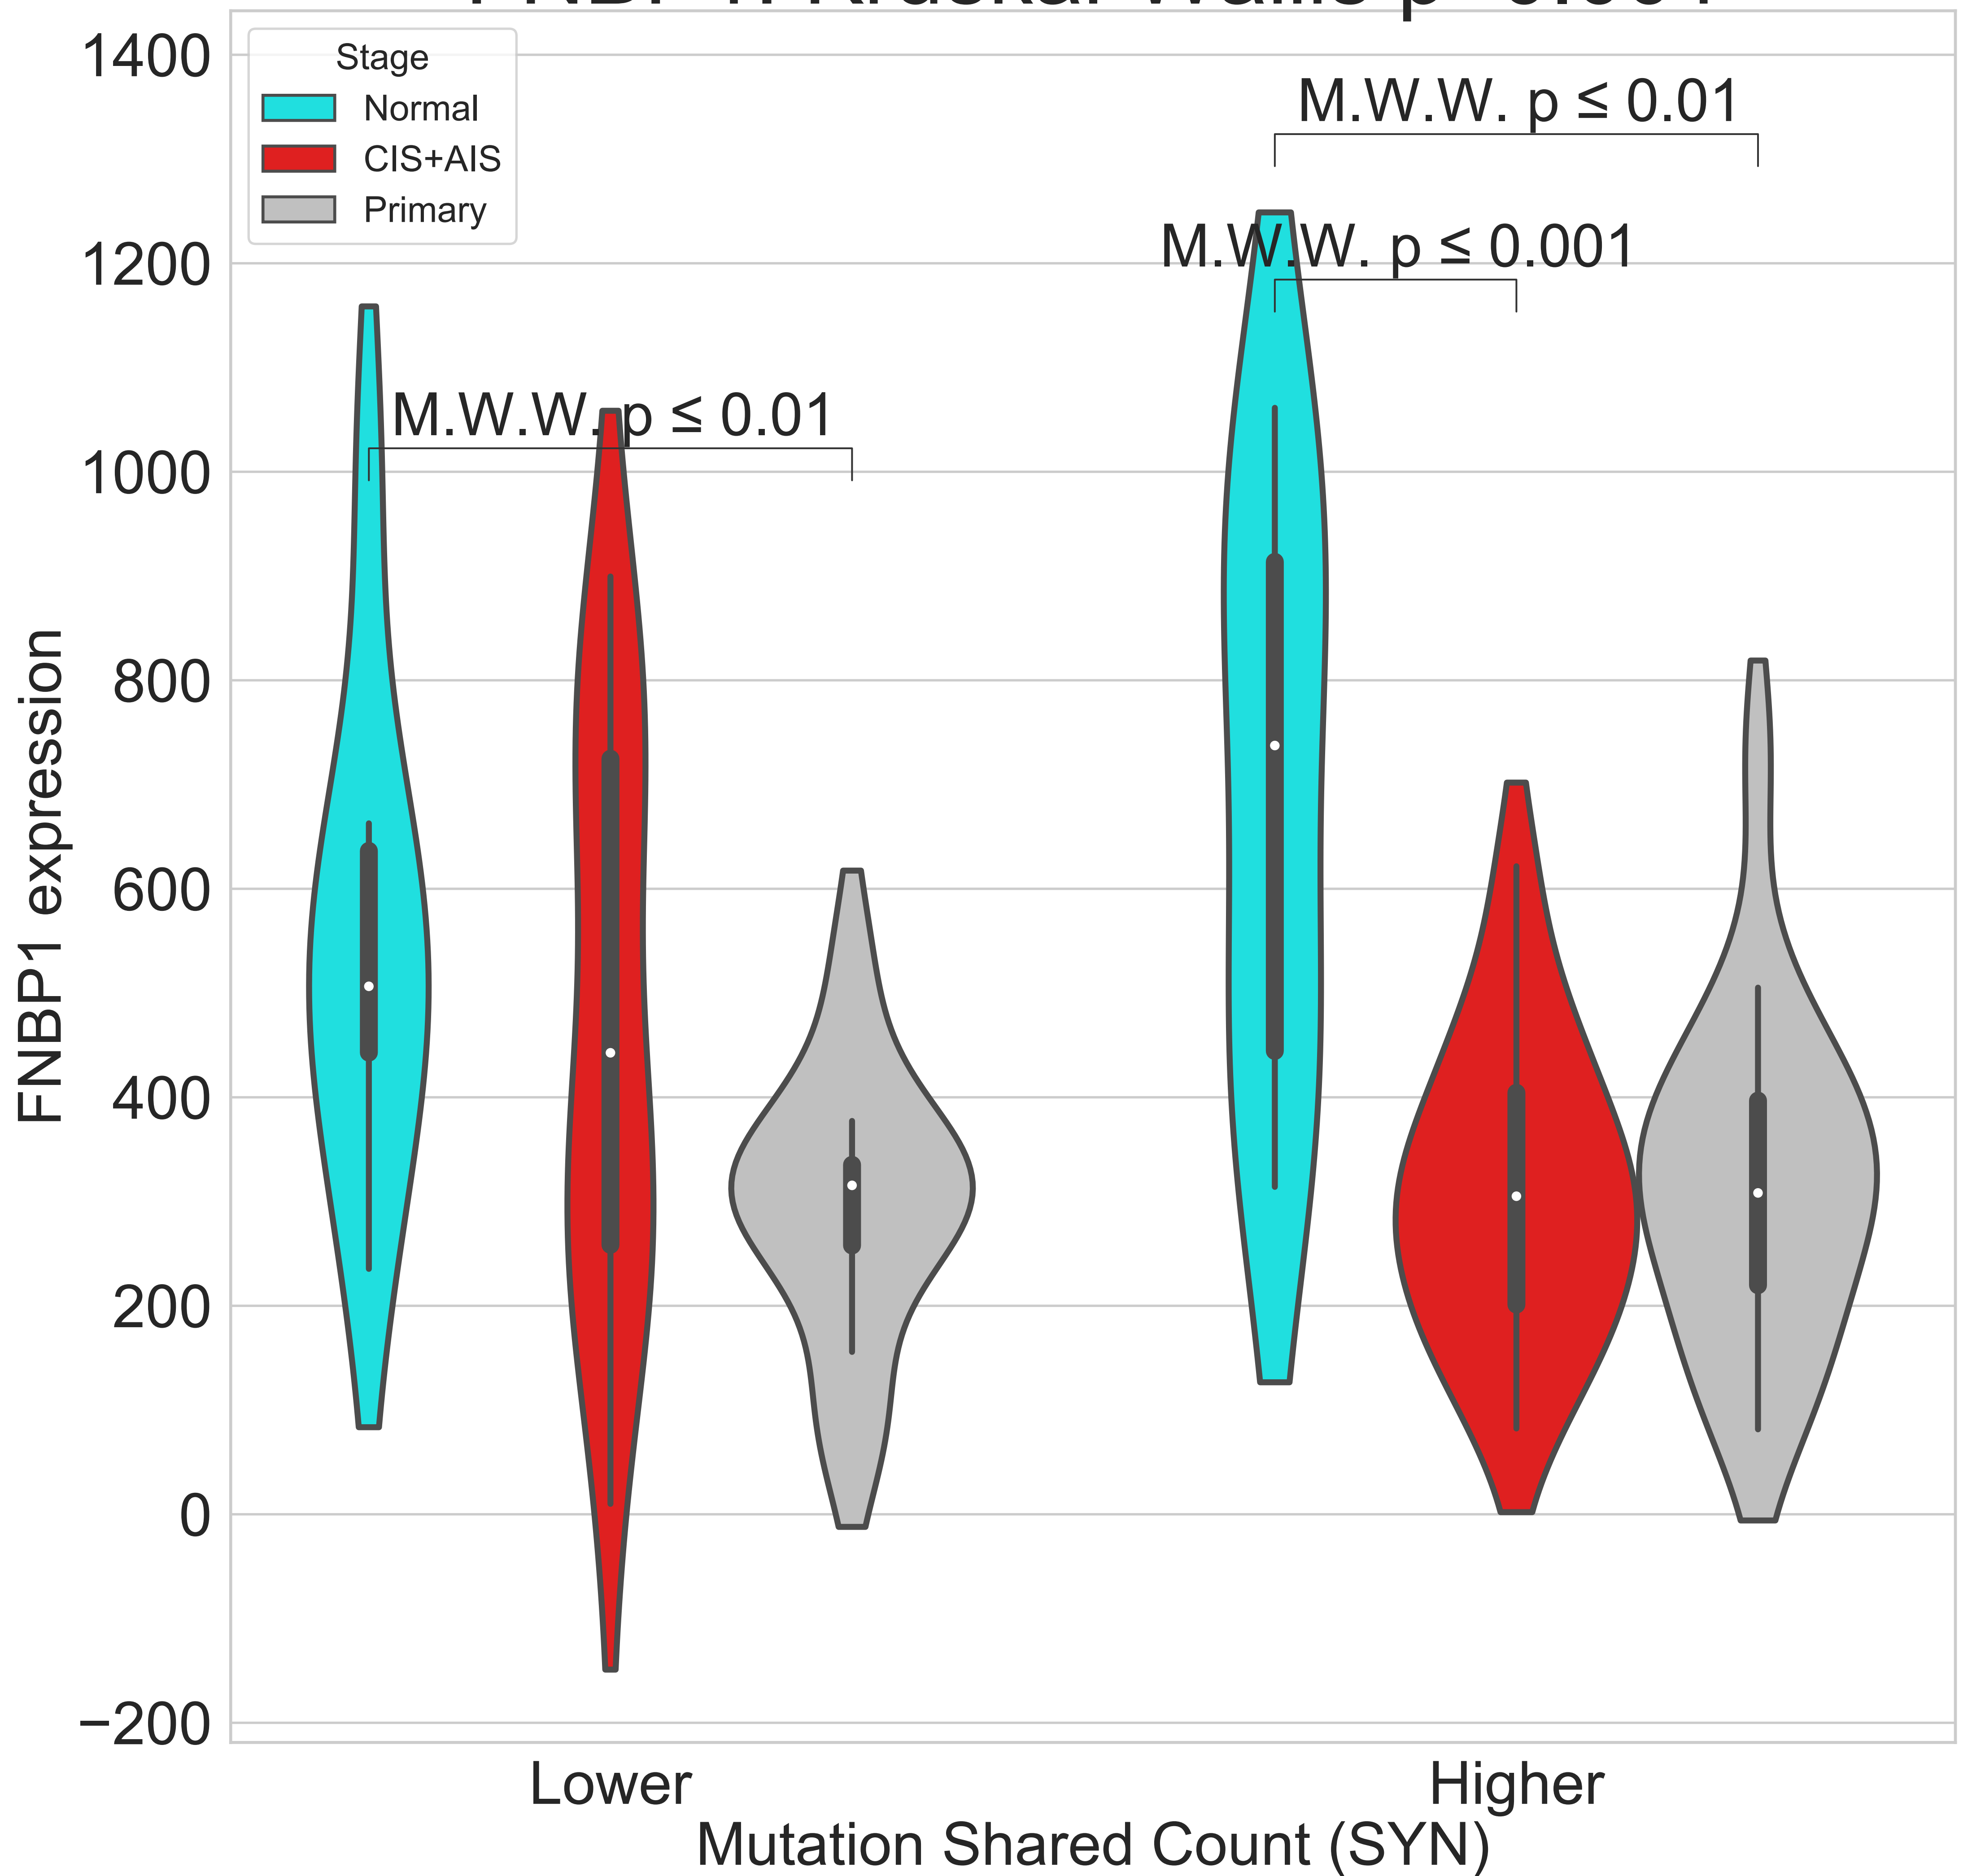 1400
1200
1000
800
600
400
200
0
−200
FNBP1 expression
Stage
Normal
CIS+AIS
Primary
M.W.W. p ≤ 0.01
M.W.W. p ≤ 0.01
M.W.W. p ≤ 0.001
Lower
Higher
Mutation Shared Count (SYN)